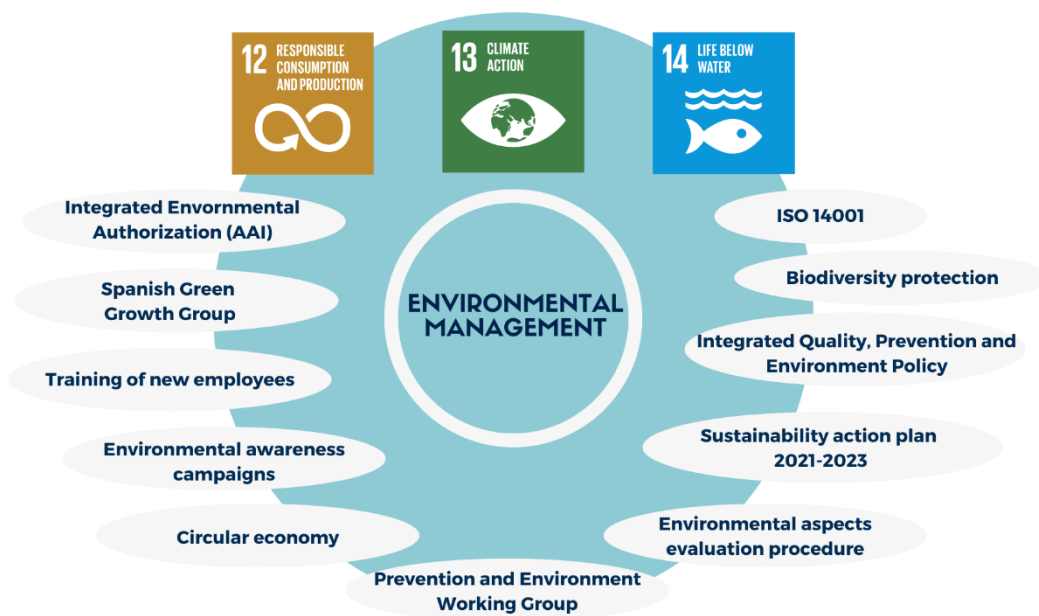 12 RESPONSIBLE
CONSUMPTION
AND PRODUCTION
13 CLIMATE
ACTION
14 LIFE BELOW
WATER
Integrated Envornmental
Authorization (AAI)
Spanish Green
Growth Group
Training of new employees
Environmental awareness
campaigns
Circular economy
Prevention and Environment
Working Group
ENVIRONMENTAL
MANAGEMENT
ISO 14001
Biodiversity protection
Integrated Quality, Prevention and
Environment Policy
Sustainability action plan
2021-2023
Environmental aspects
evaluation procedure